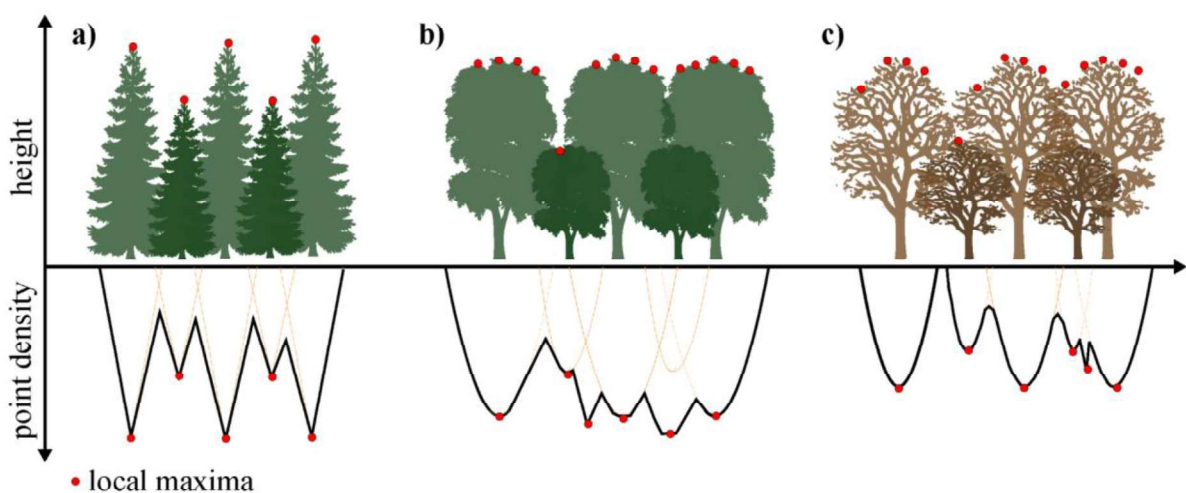 a)
b)
c)
height
point density
local maxima